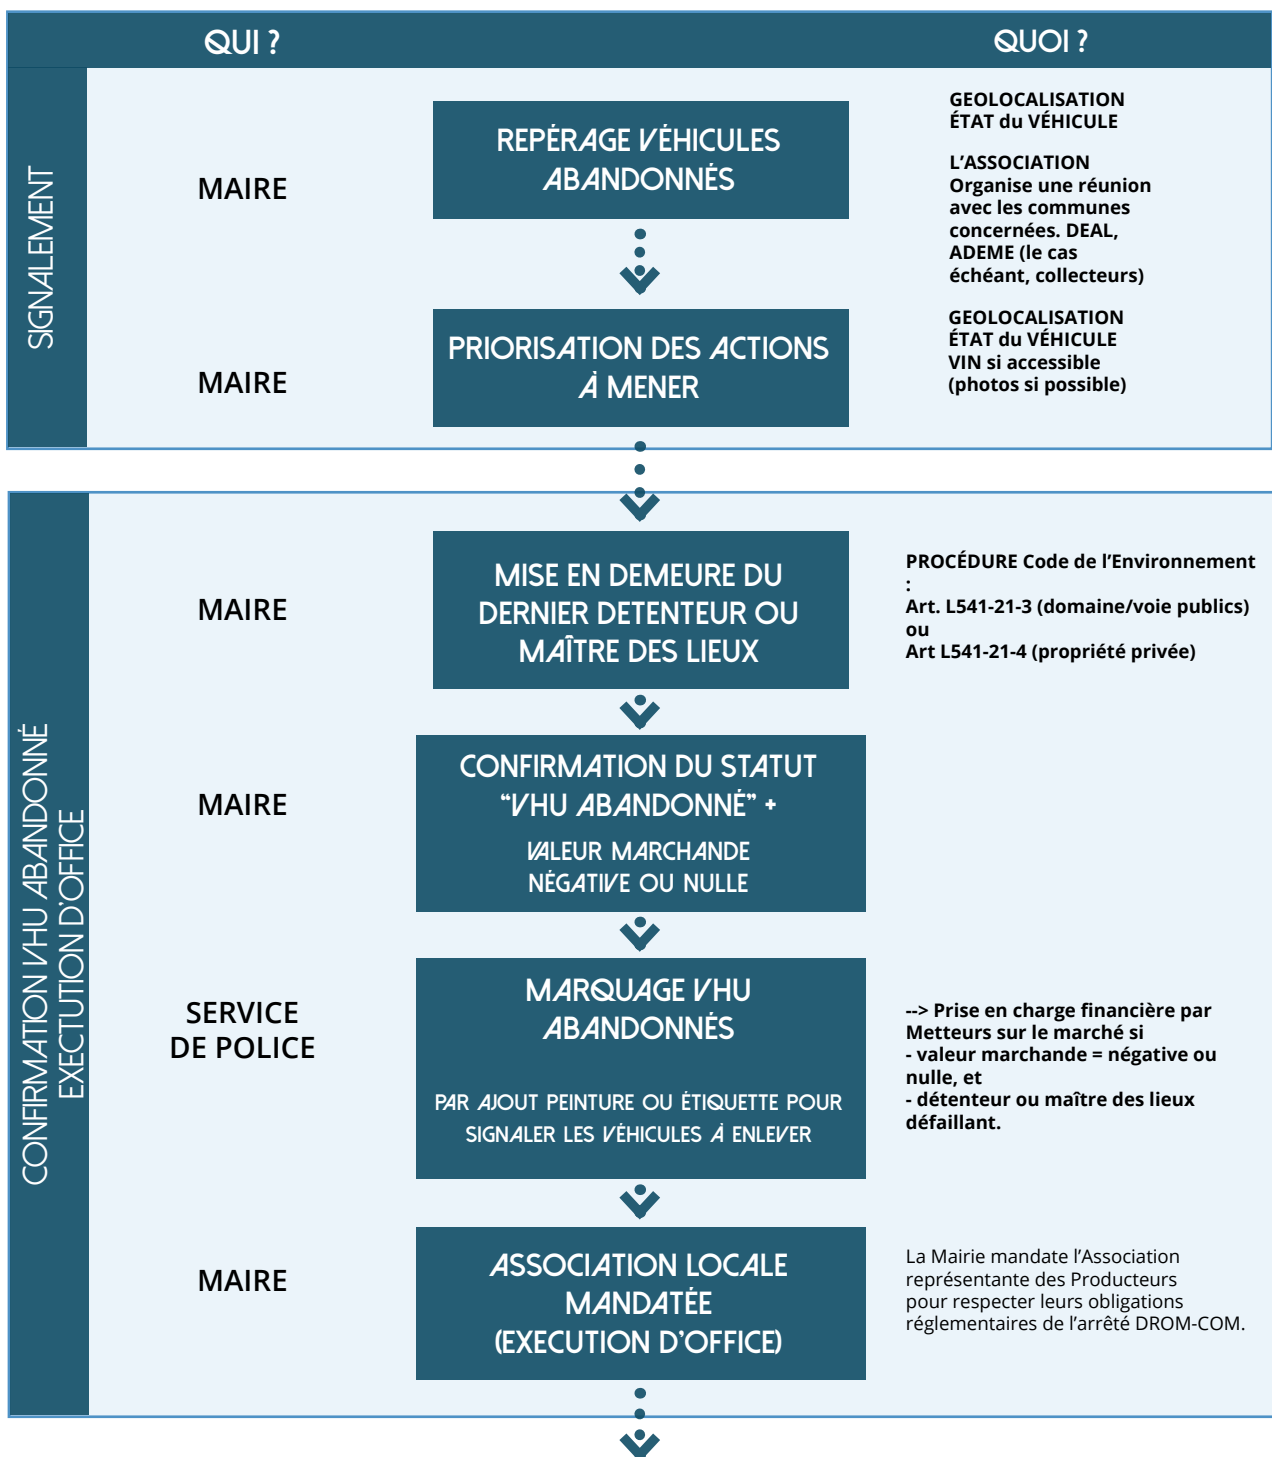 QUI ?
QUOI ?
SIGNALEMENT
MAIRE
REPÉRAGE VÉHICULES
ABANDONNÉS
GEOLOCALISATION
ÉTAT du VÉHICULE
L'ASSOCIATION
Organise une réunion
avec les communes
concernées. DEAL,
ADEME (le cas
échéant, collecteurs)
MAIRE
PRIORISATION DES ACTIONS
À MENER
GEOLOCALISATION
ÉTAT du VÉHICULE
VIN si accessible
(photos si possible)
CONFIRMATION VHU ABANDONNÉ
EXECTUTION D'OFFICE
MAIRE
MISE EN DEMEURE DU
DERNIER DETENTEUR OU
MAÎTRE DES LIEUX
PROCÉDURE Code de l'Environnement
:
Art. L541-21-3 (domaine/voie publics)
ou
Art L541-21-4 (propriété privée)
MAIRE
CONFIRMATION DU STATUT
“VHU ABANDONNÉ” +
VALEUR MARCHANDE
NÉGATIVE OU NULLE
SERVICE
DE POLICE
MARQUAGE VHU
ABANDONNÉS
PAR AJOUT PEINTURE OU ÉTIQUETTE POUR
SIGNALER LES VÉHICULES À ENLEVER
--> Prise en charge financière par
Metteurs sur le marché si
- valeur marchande = négative ou
nulle, et
- détenteur ou maître des lieux
défaillant.
MAIRE
ASSOCIATION LOCALE
MANDATÉE
(EXECUTION D'OFFICE)
La Mairie mandate l'Association
représentante des Producteurs
pour respecter leurs obligations
réglementaires de l'arrêté DROM-COM.